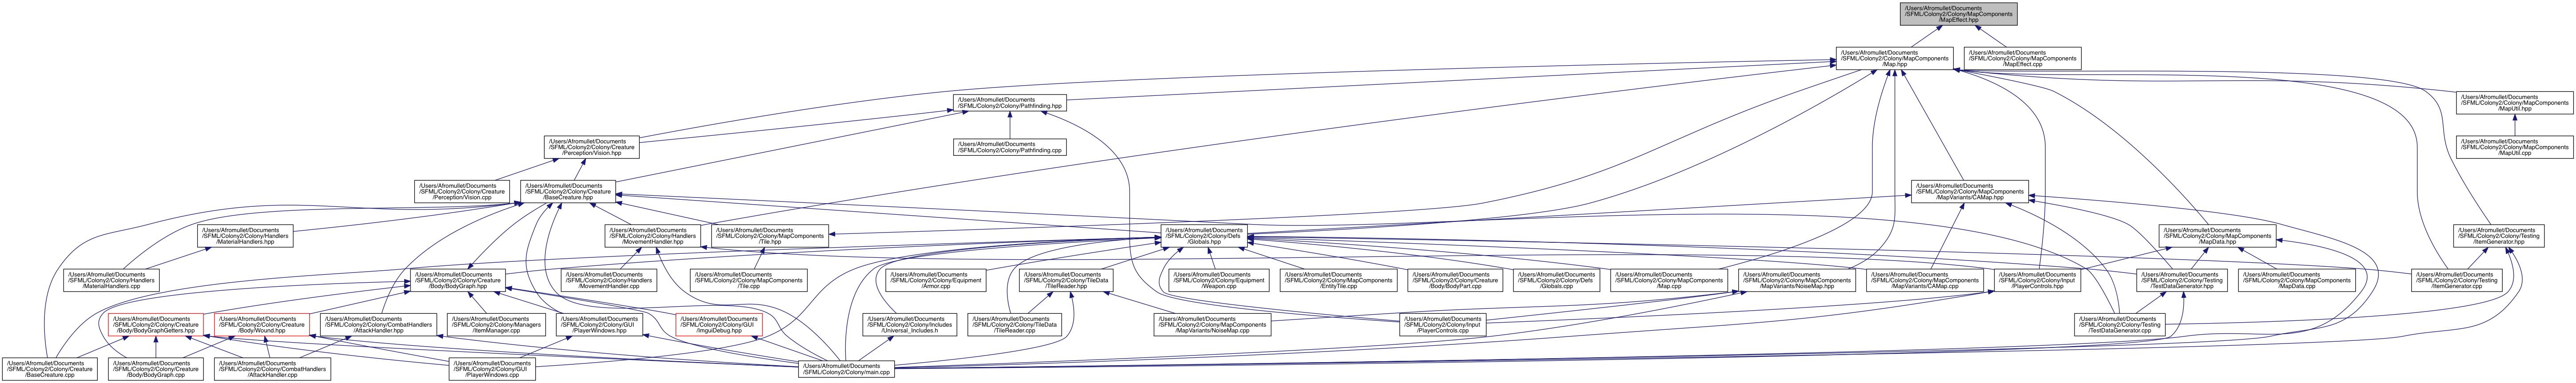 /Users/Afromullet/Documents
/SFML/Colony2/Colony/MapComponents
/MapEffect.hpp
/Users/Afromullet/Documents
/SFML/Colony2/Colony/MapComponents
/Map.hpp
/Users/Afromullet/Documents
/SFML/Colony2/Colony/MapComponents
/MapEffect.cpp
/Users/Afromullet/Documents
/SFML/Colony2/Colony/Pathfinding.hpp
/Users/Afromullet/Documents
/SFML/Colony2/Colony/MapComponents
/MapUtil.hpp
/Users/Afromullet/Documents
/SFML/Colony2/Colony/Creature
/Perception/Vision.hpp
/Users/Afromullet/Documents
/SFML/Colony2/Colony/Pathfinding.cpp
/Users/Afromullet/Documents
/SFML/Colony2/Colony/MapComponents
/MapUtil.cpp
/Users/Afromullet/Documents
/SFML/Colony2/Colony/Creature
/Perception/Vision.cpp
/Users/Afromullet/Documents
/SFML/Colony2/Colony/Creature
/BaseCreature.hpp
/Users/Afromullet/Documents
/SFML/Colony2/Colony/MapComponents
/MapVariants/CAMap.hpp
/Users/Afromullet/Documents
/SFML/Colony2/Colony/Handlers
/MaterialHandlers.hpp
/Users/Afromullet/Documents
/SFML/Colony2/Colony/Handlers
/MovementHandler.hpp
/Users/Afromullet/Documents
/SFML/Colony2/Colony/MapComponents
/Tile.hpp
/Users/Afromullet/Documents
/SFML/Colony2/Colony/Defs
/Globals.hpp
/Users/Afromullet/Documents
/SFML/Colony2/Colony/MapComponents
/MapData.hpp
/Users/Afromullet/Documents
/SFML/Colony2/Colony/Testing
/ItemGenerator.hpp
/Users/Afromullet/Documents
/SFML/Colony2/Colony/Handlers
/MaterialHandlers.cpp
/Users/Afromullet/Documents
/SFML/Colony2/Colony/Creature
/Body/BodyGraph.hpp
/Users/Afromullet/Documents
/SFML/Colony2/Colony/Handlers
/MovementHandler.cpp
/Users/Afromullet/Documents
/SFML/Colony2/Colony/MapComponents
/Tile.cpp
/Users/Afromullet/Documents
/SFML/Colony2/Colony/Equipment
/Armor.cpp
/Users/Afromullet/Documents
/SFML/Colony2/Colony/TileData
/TileReader.hpp
/Users/Afromullet/Documents
/SFML/Colony2/Colony/Equipment
/Weapon.cpp
/Users/Afromullet/Documents
/SFML/Colony2/Colony/MapComponents
/EntityTile.cpp
/Users/Afromullet/Documents
/SFML/Colony2/Colony/Creature
/Body/BodyPart.cpp
/Users/Afromullet/Documents
/SFML/Colony2/Colony/Defs
/Globals.cpp
/Users/Afromullet/Documents
/SFML/Colony2/Colony/MapComponents
/Map.cpp
/Users/Afromullet/Documents
/SFML/Colony2/Colony/MapComponents
/MapVariants/NoiseMap.hpp
/Users/Afromullet/Documents
/SFML/Colony2/Colony/MapComponents
/MapVariants/CAMap.cpp
/Users/Afromullet/Documents
/SFML/Colony2/Colony/Input
/PlayerControls.hpp
/Users/Afromullet/Documents
/SFML/Colony2/Colony/Testing
/TestDataGenerator.hpp
/Users/Afromullet/Documents
/SFML/Colony2/Colony/MapComponents
/MapData.cpp
/Users/Afromullet/Documents
/SFML/Colony2/Colony/Testing
/ItemGenerator.cpp
/Users/Afromullet/Documents
/SFML/Colony2/Colony/Creature
/Body/BodyGraphGetters.hpp
/Users/Afromullet/Documents
/SFML/Colony2/Colony/Creature
/Body/Wound.hpp
/Users/Afromullet/Documents
/SFML/Colony2/Colony/CombatHandlers
/AttackHandler.hpp
/Users/Afromullet/Documents
/SFML/Colony2/Colony/Managers
/ItemManager.cpp
/Users/Afromullet/Documents
/SFML/Colony2/Colony/GUI
/PlayerWindows.hpp
/Users/Afromullet/Documents
/SFML/Colony2/Colony/GUI
/ImguiDebug.hpp
/Users/Afromullet/Documents
/SFML/Colony2/Colony/Includes
/Universal_Includes.h
/Users/Afromullet/Documents
/SFML/Colony2/Colony/TileData
/TileReader.cpp
/Users/Afromullet/Documents
/SFML/Colony2/Colony/MapComponents
/MapVariants/NoiseMap.cpp
/Users/Afromullet/Documents
/SFML/Colony2/Colony/Input
/PlayerControls.cpp
/Users/Afromullet/Documents
/SFML/Colony2/Colony/Testing
/TestDataGenerator.cpp
/Users/Afromullet/Documents
/SFML/Colony2/Colony/Creature
/BaseCreature.cpp
/Users/Afromullet/Documents
/SFML/Colony2/Colony/Creature
/Body/BodyGraph.cpp
/Users/Afromullet/Documents
/SFML/Colony2/Colony/CombatHandlers
/AttackHandler.cpp
/Users/Afromullet/Documents
/SFML/Colony2/Colony/GUI
/PlayerWindows.cpp
/Users/Afromullet/Documents
/SFML/Colony2/Colony/main.cpp